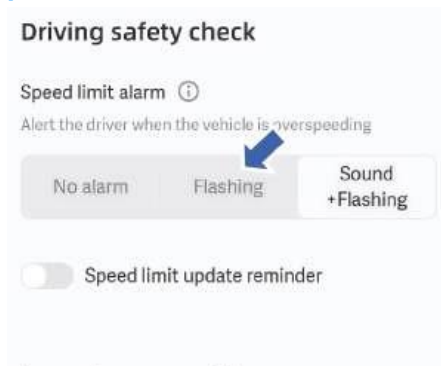 Driving safety check
Speed limit alarm
Alert the driver when the vehicle is overspeeding
No alarm
Flashing
Sound
+Flashing
Speed limit update reminder